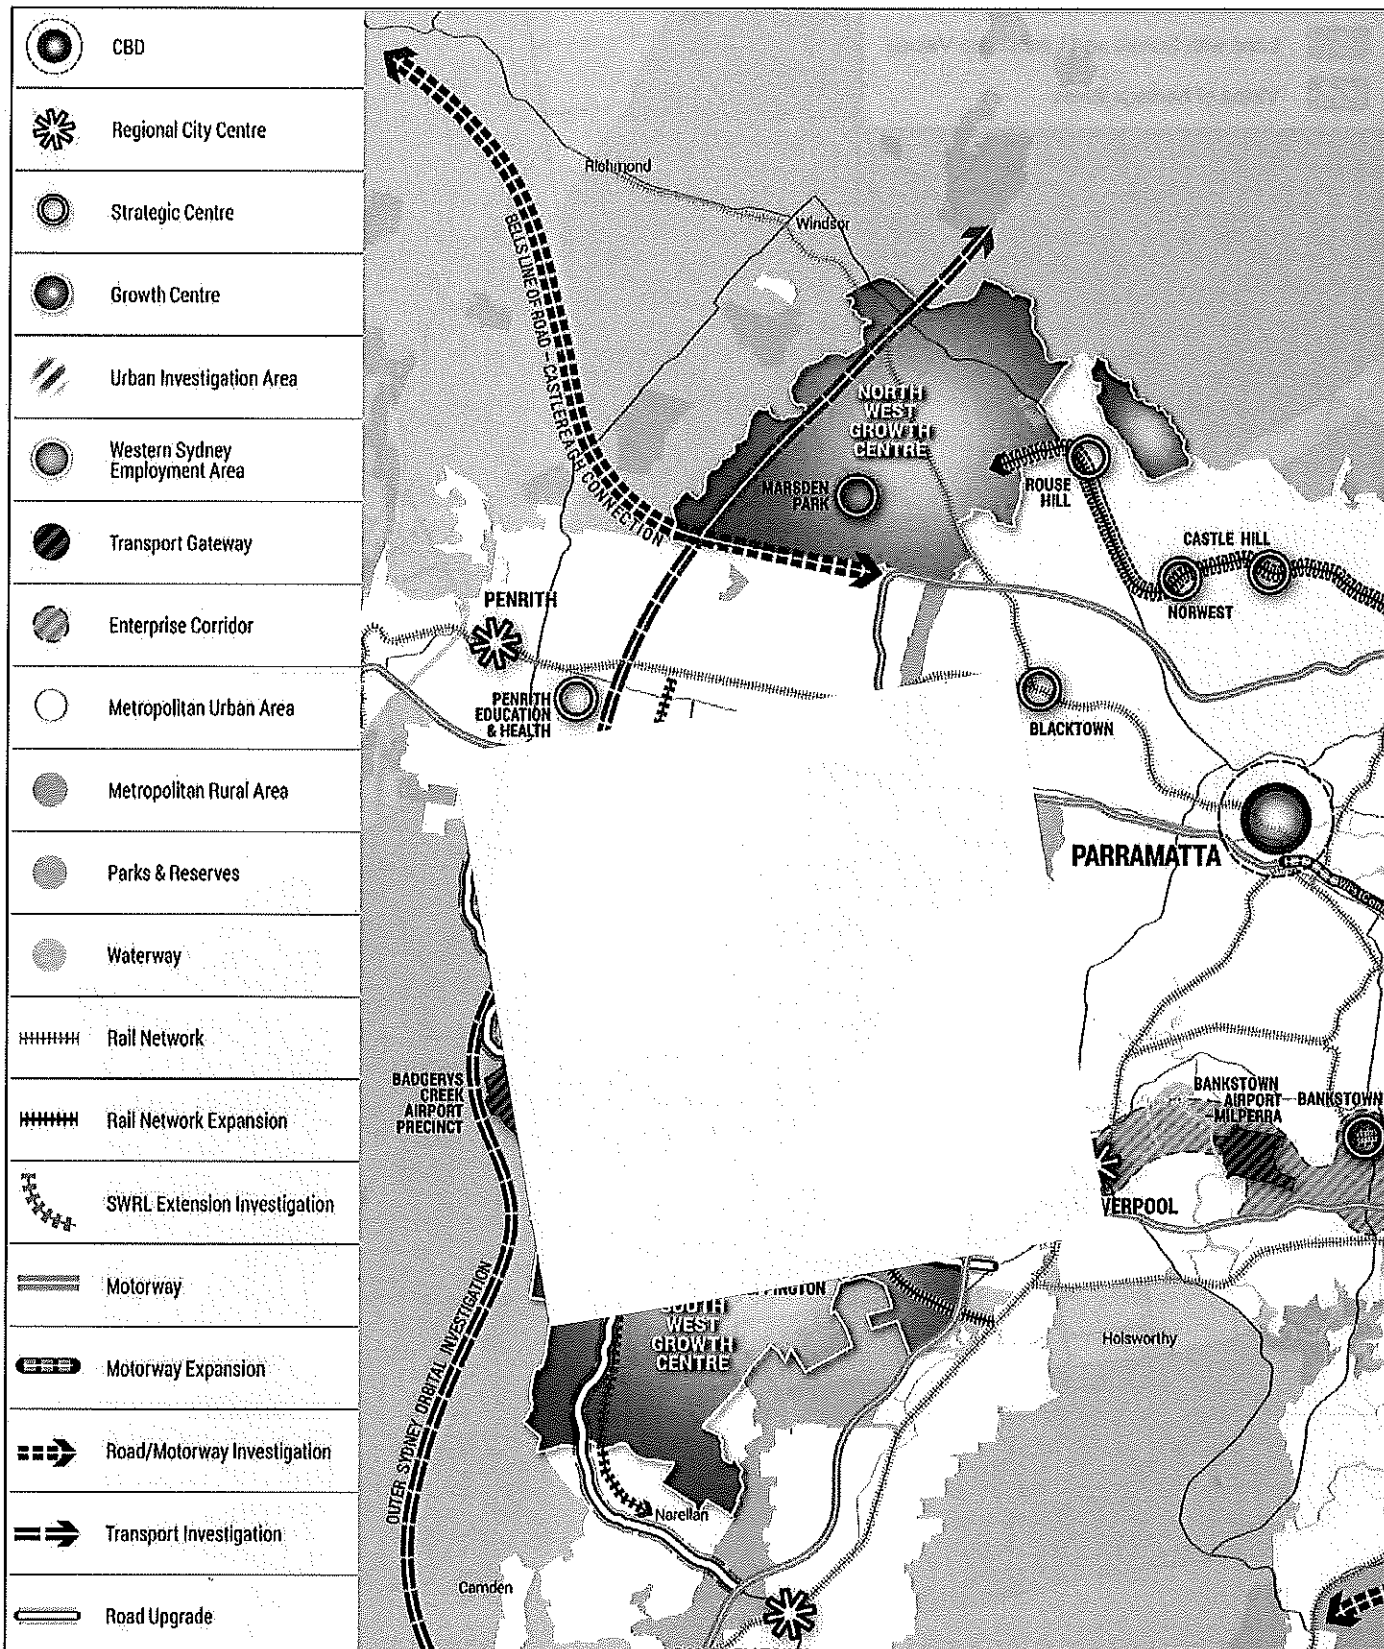 CBD
Regional City Centre
Strategic Centre
Growth Centre
Urban Investigation Area
Western Sydney
Employment Area
Transport Gateway
Enterprise Corridor
Metropolitan Urban Area
Metropolitan Rural Area
Parks & Reserves
Waterway
Rail Network
Rail Network Expansion
SWRL Extension Investigation
Motorway
Motorway Expansion
Road/Motorway Investigation
Transport Investigation
Road Upgrade
Richmond
Windsor
BELLS LINE OF ROAD – CASTLEREAGH CONNECTION
NORTH
WEST
GROWTH
CENTRE
MARSDEN
PARK
ROUSE
HILL
CASTLE HILL
NORWEST
PENRITH
PENRITH
EDUCATION
& HEALTH
BLACKTOWN
PARRAMATTA
BADGERYS
CREEK
AIRPORT
PRECINCT
BANKSTOWN
AIRPORT
–MILPERRA
BANKSTOWN
VERPOOL
OUTER SYDNEY ORBITAL INVESTIGATION
PINGTON
SOUTH
WEST
GROWTH
CENTRE
Holsworthy
Narellan
Camden